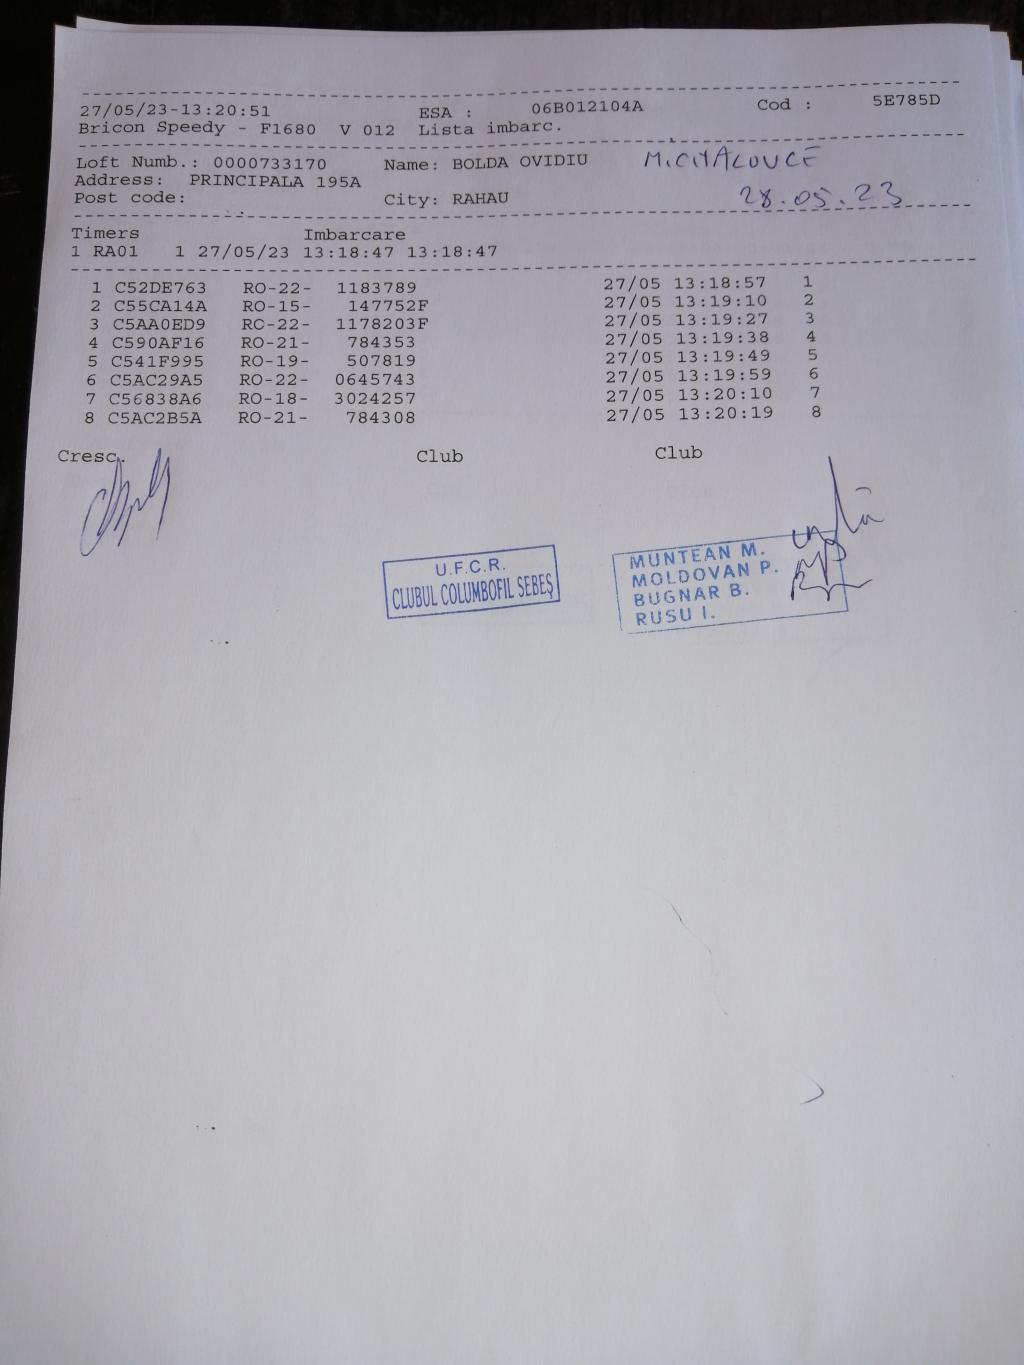 27/05/23-13:20:51 ESA : 06B012104A Cod : 5E785D
Bricon Speedy - F1680 V 012 Lista imbarc.
Loft Numb.: 0000733170 Name: BOLDA OVIDIU MICHALOVCE
Address: PRINCIPALA 195A
Post code: City: RAHAU 28.05.23
Timers Imbarcare
1 RA01 1 27/05/23 13:18:47 13:18:47
1 C52DE763 RO-22- 1183789 27/05 13:18:57 1
2 C55CA14A RO-15- 147752F 27/05 13:19:10 2
3 C5AA0ED9 RO-22- 1178203F 27/05 13:19:27 3
4 C590AF16 RO-21- 784353 27/05 13:19:38 4
5 C541F995 RO-19- 507819 27/05 13:19:49 5
6 C5AC29A5 RO-22- 0645743 27/05 13:19:59 6
7 C56838A6 RO-18- 3024257 27/05 13:20:10 7
8 C5AC2B5A RO-21- 784308 27/05 13:20:19 8
Cresc. Club Club
U.F.C.R.
CLUBUL COLUMBOFIL SEBEȘ
MUNTEAN M.
MOLDOVAN P.
BUGNAR B.
RUSU I.